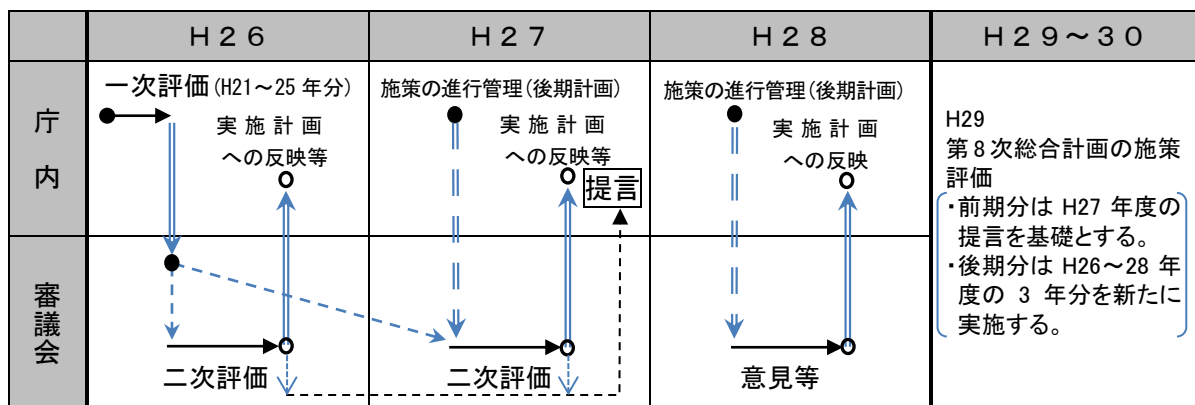 H26 H27 H28 H29~30
庁内
一次評価(H21~25 年分)
実施計画
への反映等
施策の進行管理(後期計画)
実施計画
への反映等
提言
施策の進行管理(後期計画)
実施計画
への反映
H29
第8次総合計画の施策
評価
・前期分は H27 年度の
提言を基礎とする。
・後期分は H26~28 年
度の 3 年分を新たに
実施する。
審議会
二次評価
二次評価
意見等